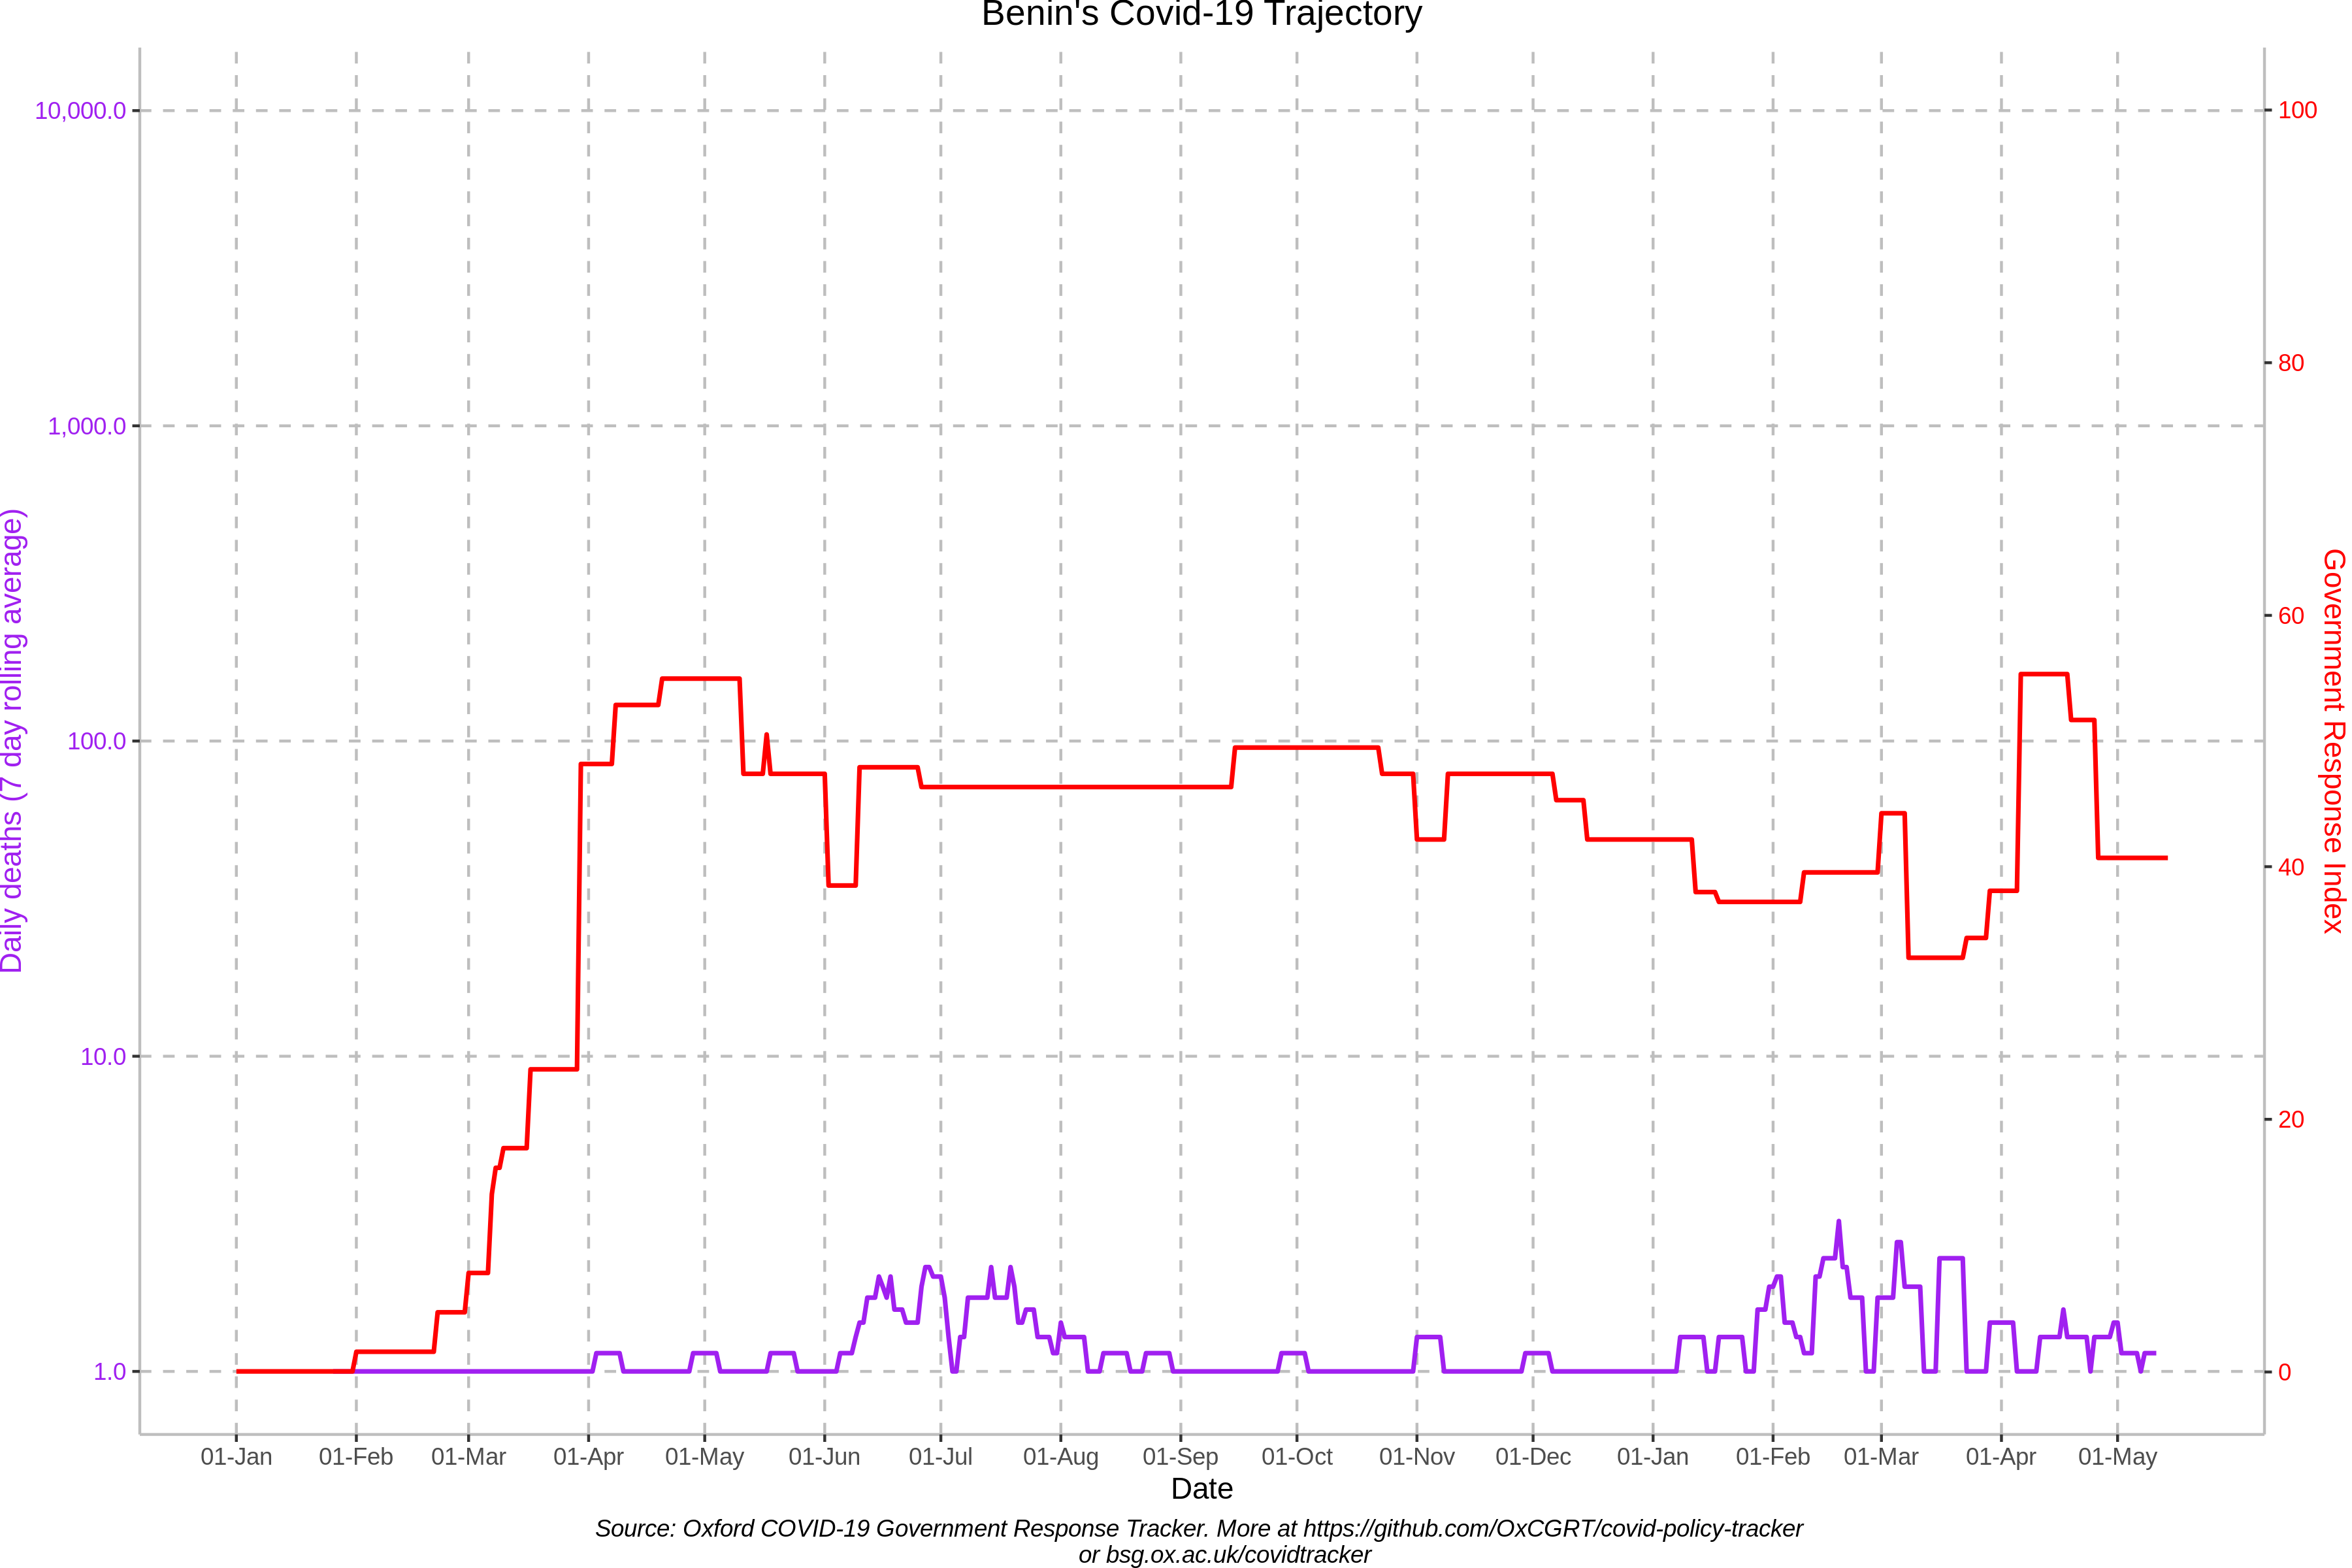 Benin's Covid-19 Trajectory
Daily deaths (7 day rolling average)
10,000.0
1,000.0
100.0
10.0
1.0
100
80
60
40
20
0
Government Response Index
01-Jan 01-Feb 01-Mar 01-Apr 01-May 01-Jun 01-Jul 01-Aug 01-Sep 01-Oct 01-Nov 01-Dec 01-Jan 01-Feb 01-Mar 01-Apr 01-May
Date
Source: Oxford COVID-19 Government Response Tracker. More at https://github.com/OxCGRT/covid-policy-tracker
or bsg.ox.ac.uk/covidtracker